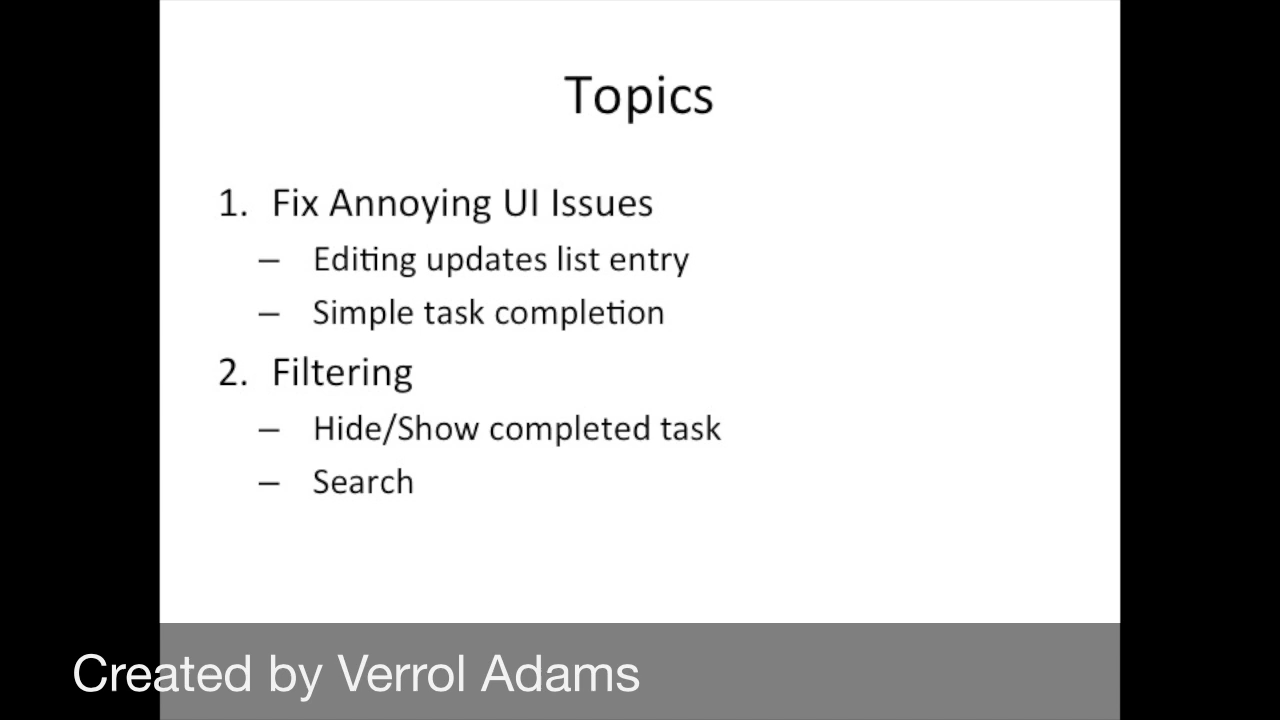 Topics
1. Fix Annoying UI Issues
– Editing updates list entry
– Simple task completion
2. Filtering
– Hide/Show completed task
– Search
Created by Verrol Adams